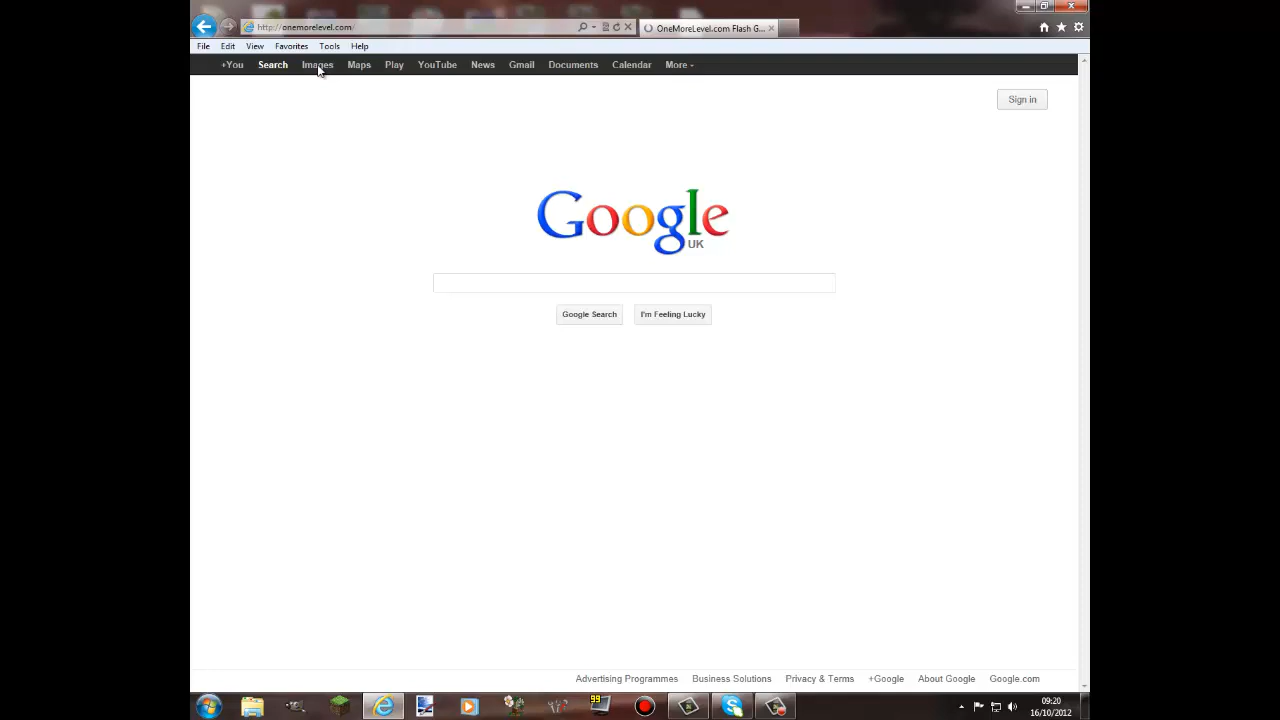 http://onemorelevel.com/
OneMoreLevel.com Flash G...
File Edit View Favorites Tools Help
+You Search Images Maps Play YouTube News Gmail Documents Calendar More
Sign in
Google
UK
Google Search I'm Feeling Lucky
Advertising Programmes Business Solutions Privacy & Terms +Google About Google Google.com
99
09:20
16/10/2012